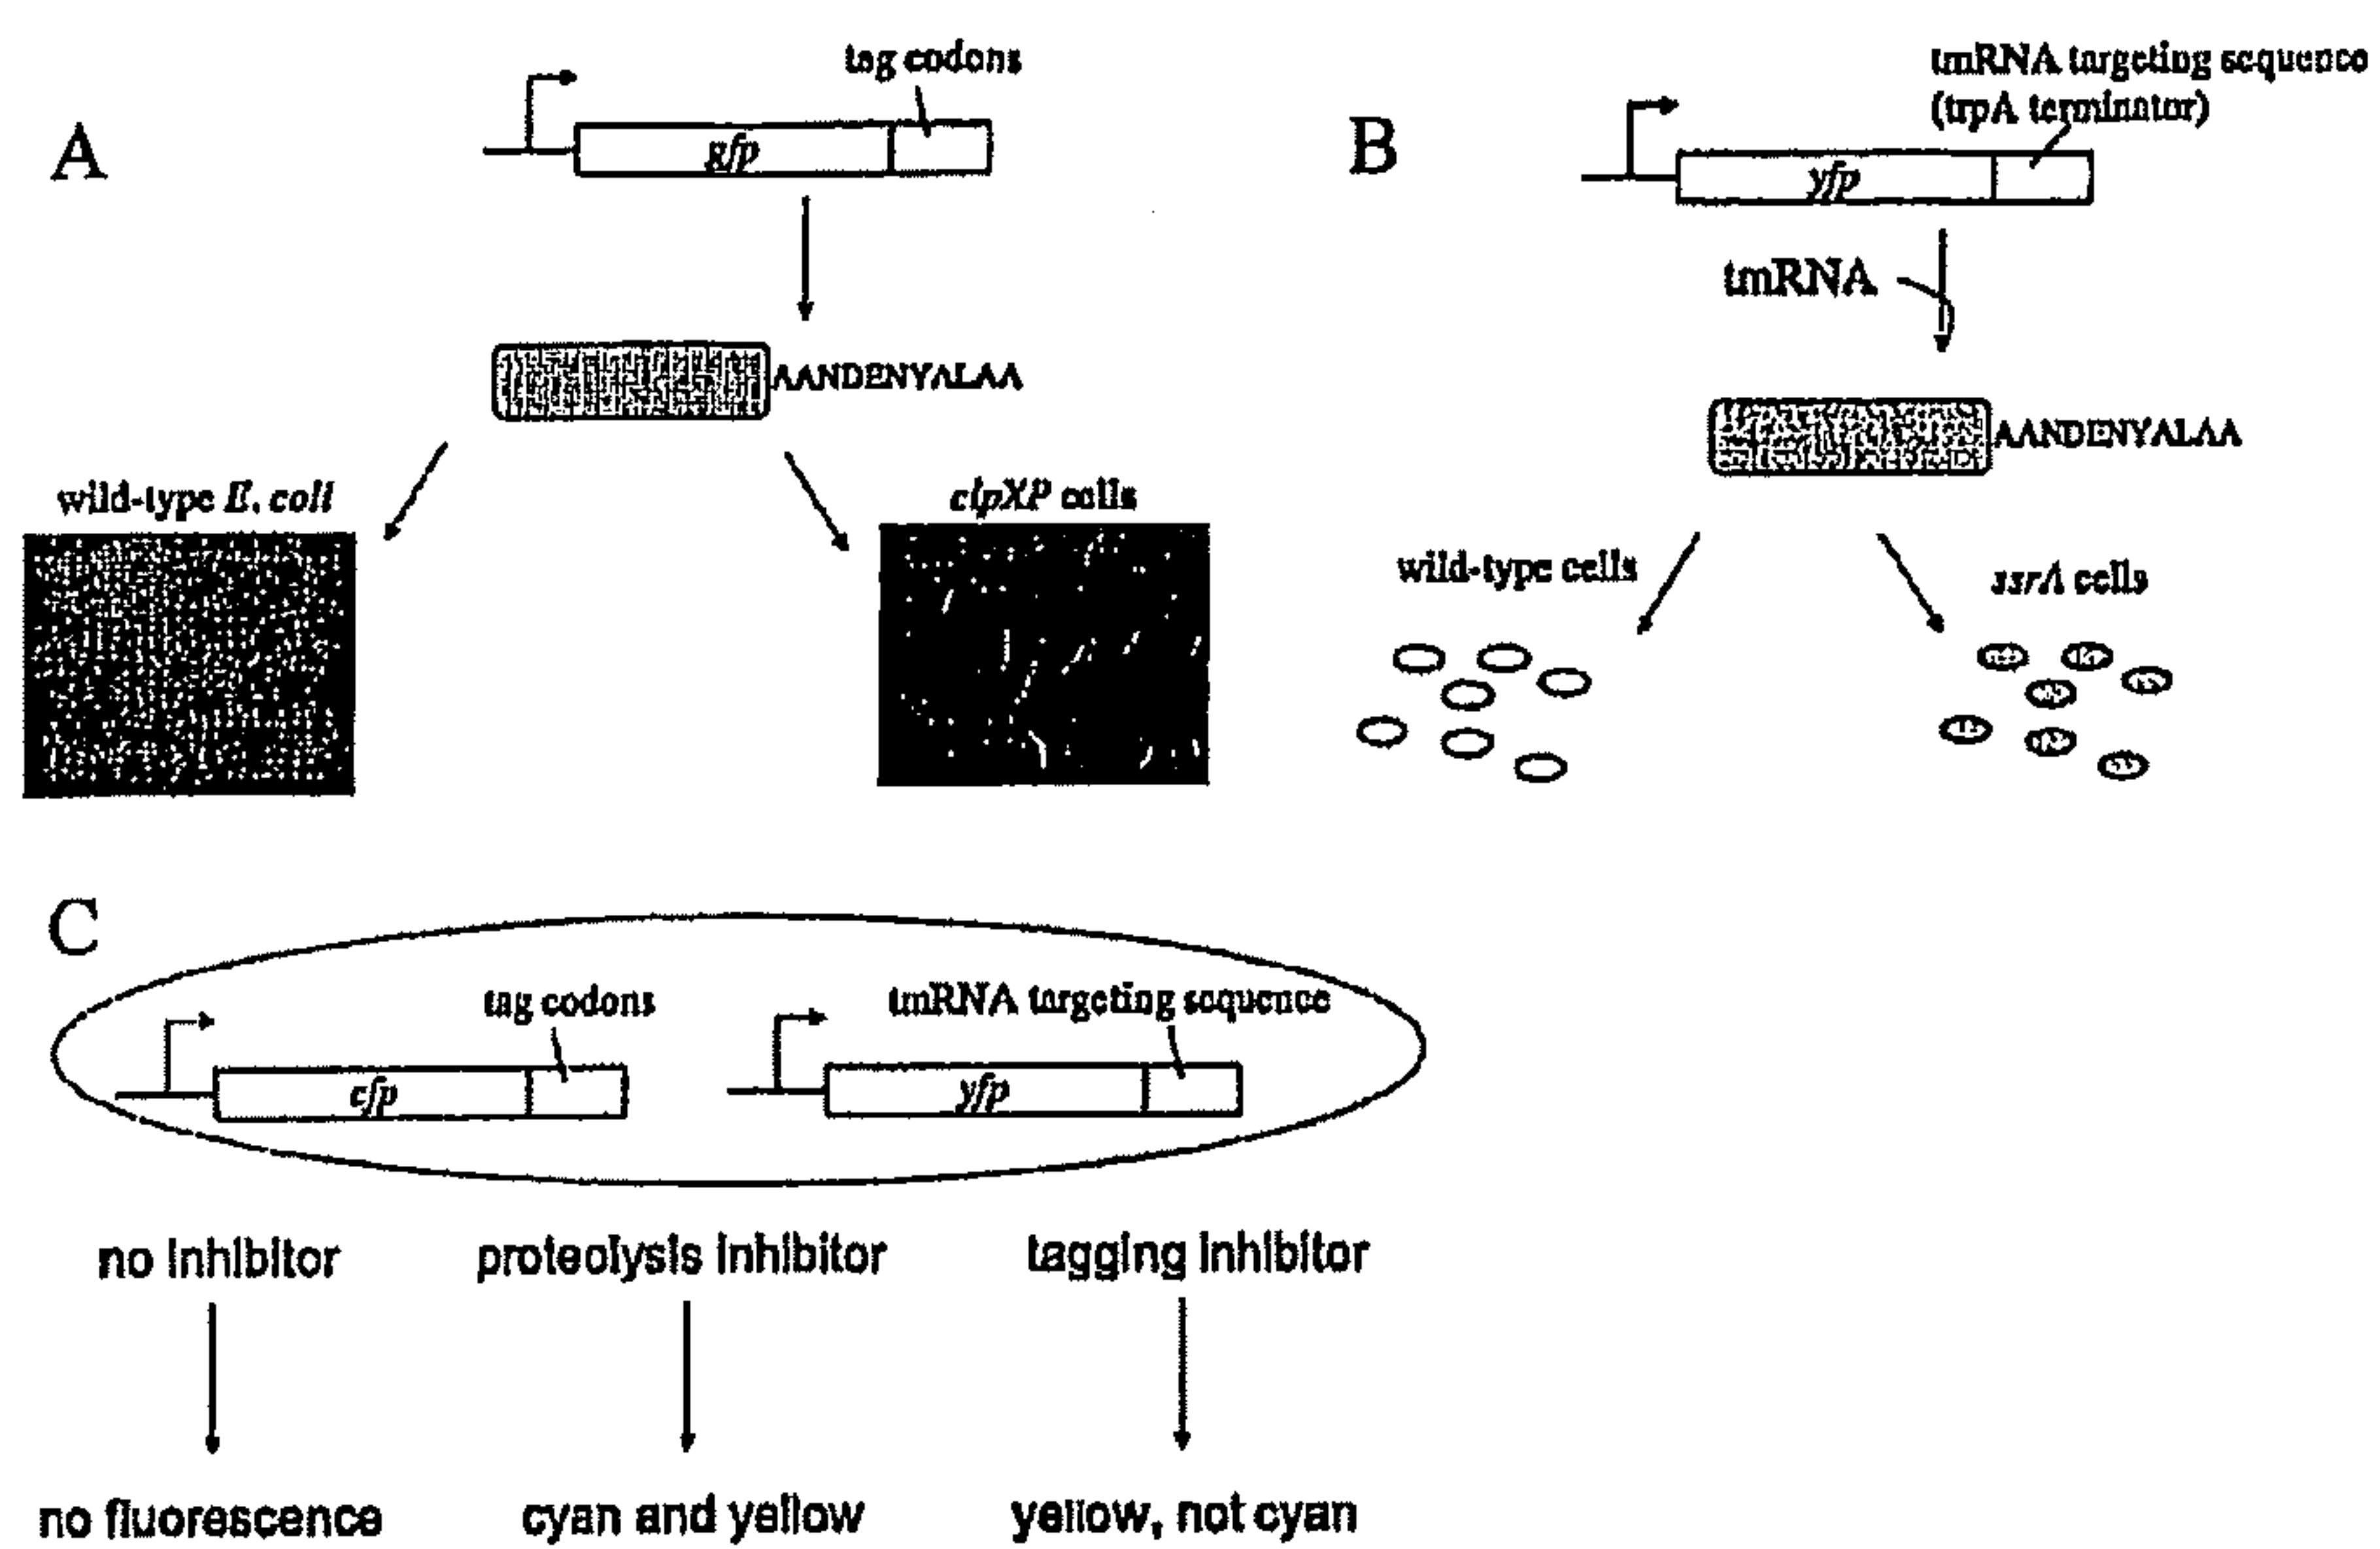 A
tag codons
gfp
AANDENYALAA
wild-type E. coli
clpXP cells
B
tmRNA targeting sequence
(trpA terminator)
yfp
tmRNA
AANDENYALAA
wild-type cells
ssrA cells
C
tag codons
cfp
tmRNA targeting sequence
yfp
no inhibitor
proteolysis inhibitor
tagging inhibitor
no fluorescence
cyan and yellow
yellow, not cyan